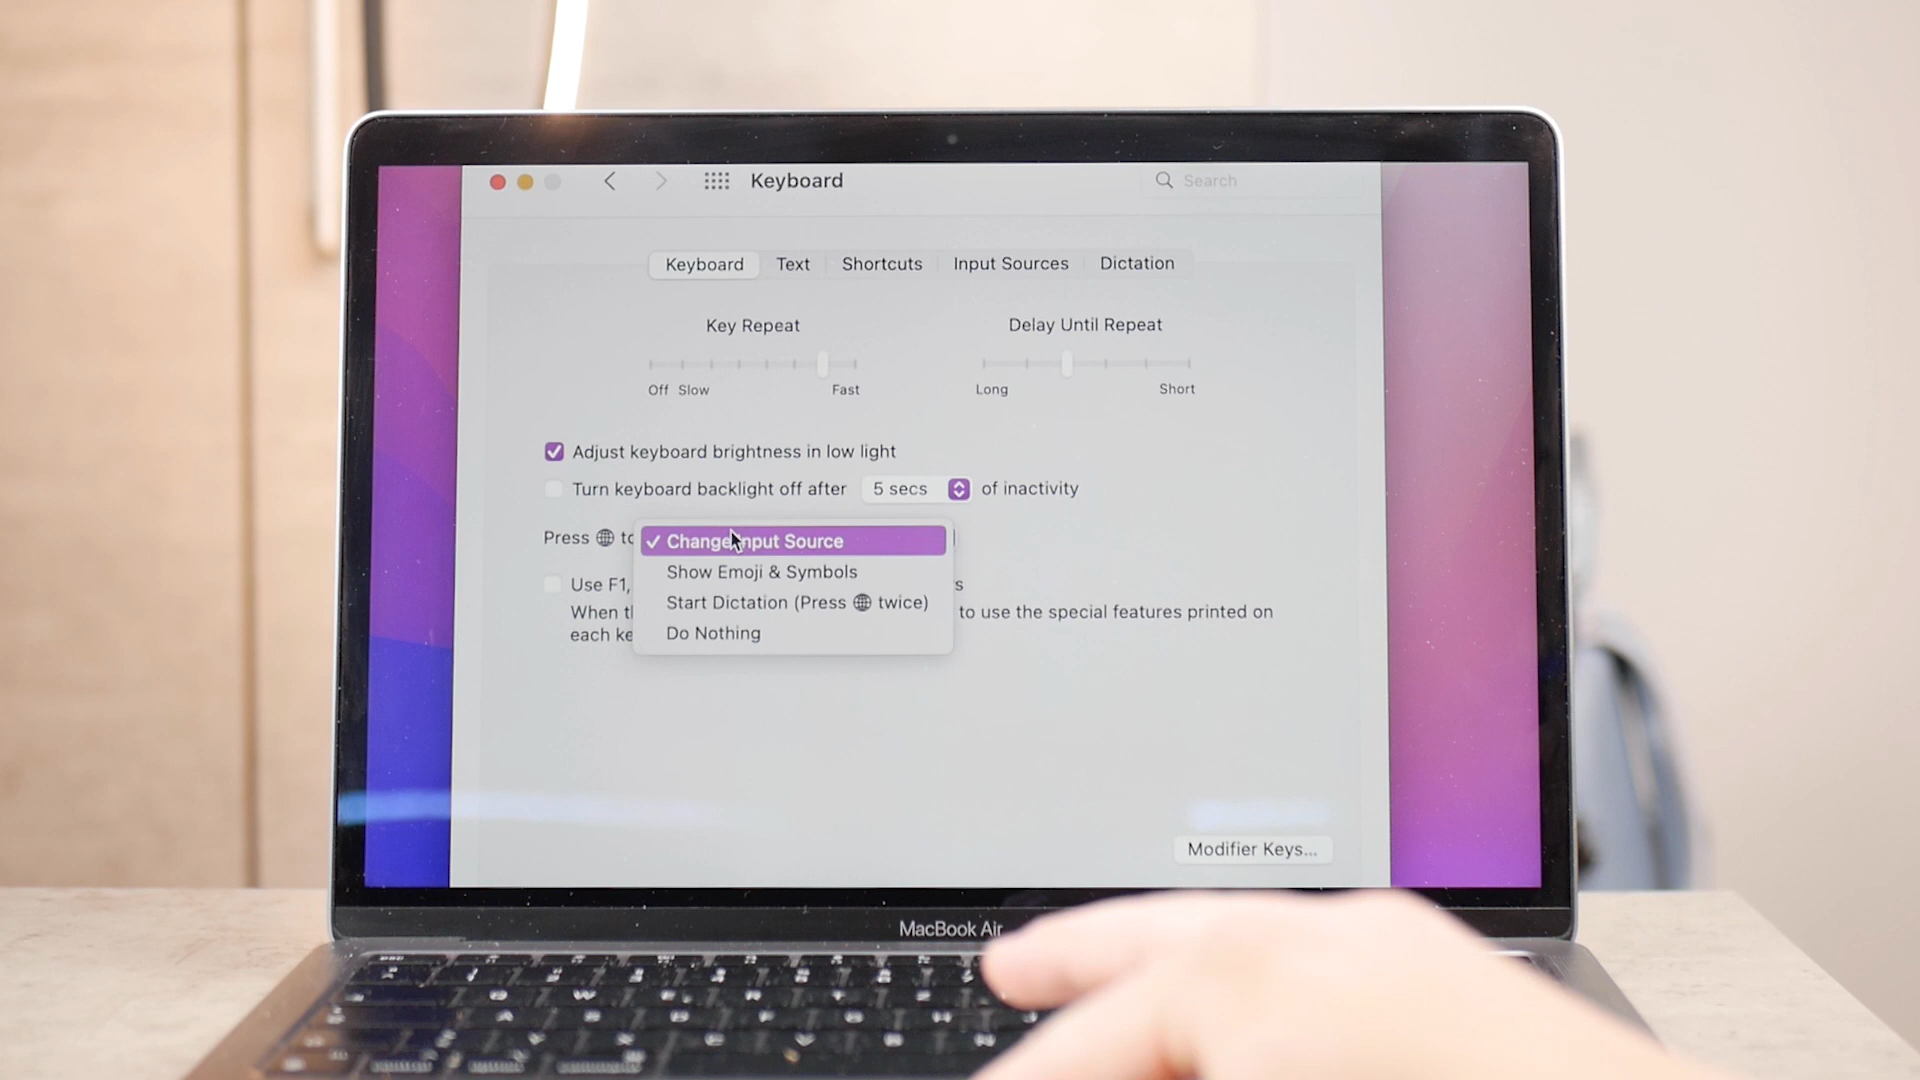 Keyboard
Search
Keyboard Text Shortcuts Input Sources Dictation
Key Repeat
Delay Until Repeat
Off Slow Fast
Long Short
Adjust keyboard brightness in low light
Turn keyboard backlight off after 5 secs of inactivity
Press to
Change Input Source
Show Emoji & Symbols
Start Dictation (Press twice)
Do Nothing
Use F1,
to use the special features printed on
each
Modifier Keys...
MacBook Air